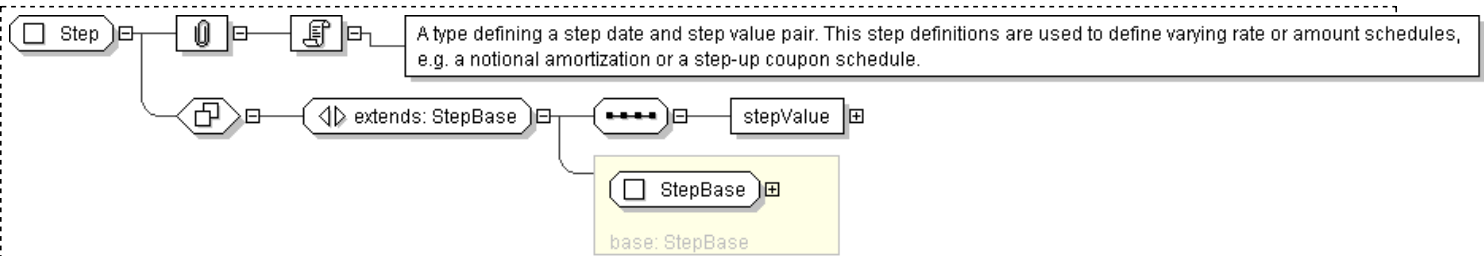 Step
A type defining a step date and step value pair. This step definitions are used to define varying rate or amount schedules,
e.g. a notional amortization or a step-up coupon schedule.
extends: StepBase
stepValue
StepBase
base: StepBase